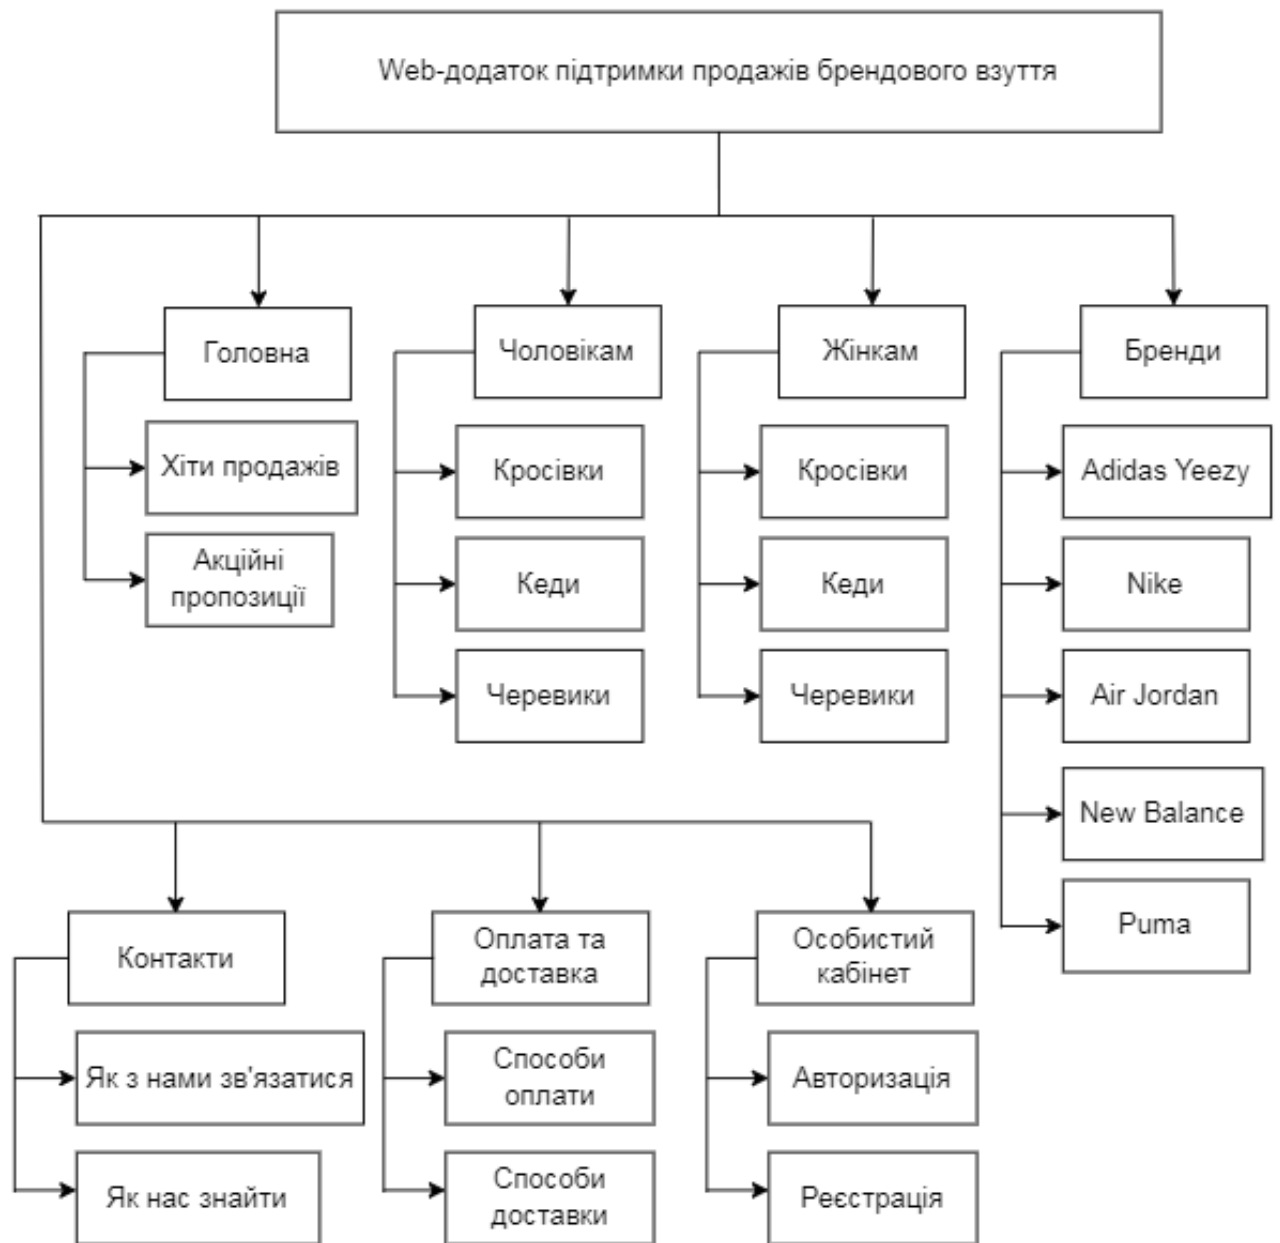 Web-додаток підтримки продажів брендового взуття
Головна
Хіти продажів
Акційні
пропозиції
Чоловікам
Кросівки
Кеди
Черевики
Жінкам
Кросівки
Кеди
Черевики
Бренди
Adidas Yeezy
Nike
Air Jordan
New Balance
Puma
Контакти
Як з нами зв'язатися
Як нас знайти
Оплата та
доставка
Способи
оплати
Способи
доставки
Особистий
кабінет
Авторизація
Реєстрація